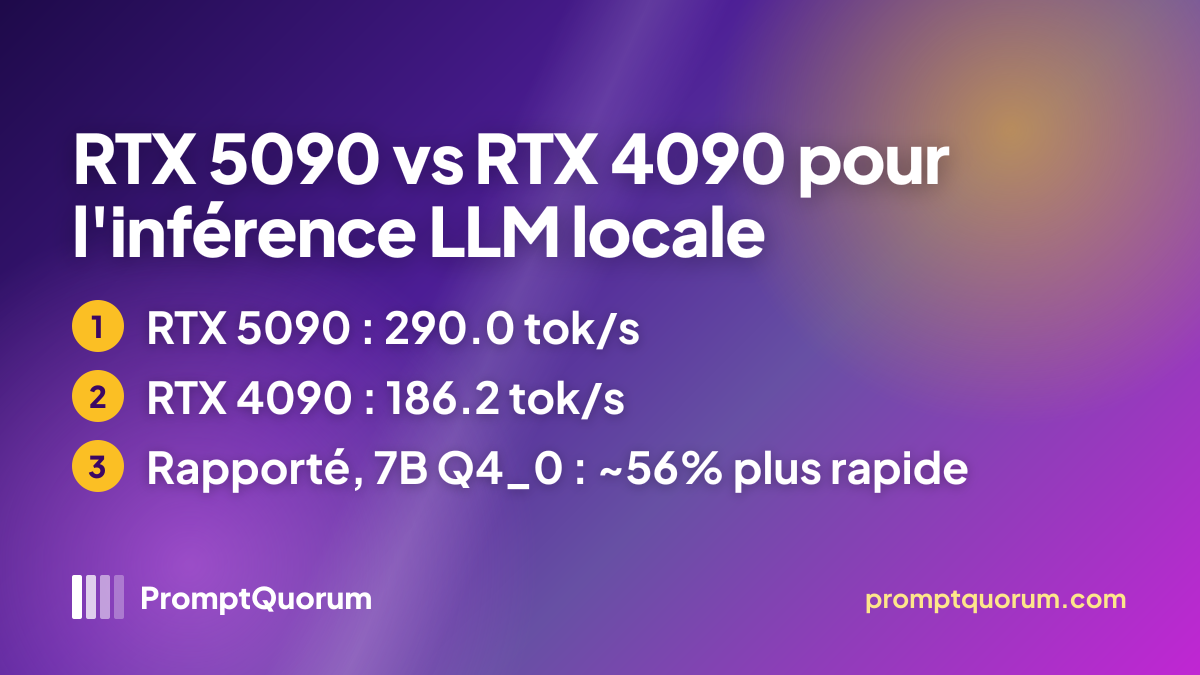 RTX 5090 vs RTX 4090 pour
l'inférence LLM locale
1 RTX 5090 : 290.0 tok/s
2 RTX 4090 : 186.2 tok/s
3 Rapporté, 7B Q4_0 : ~56% plus rapide
PromptQuorum
promptquorum.com